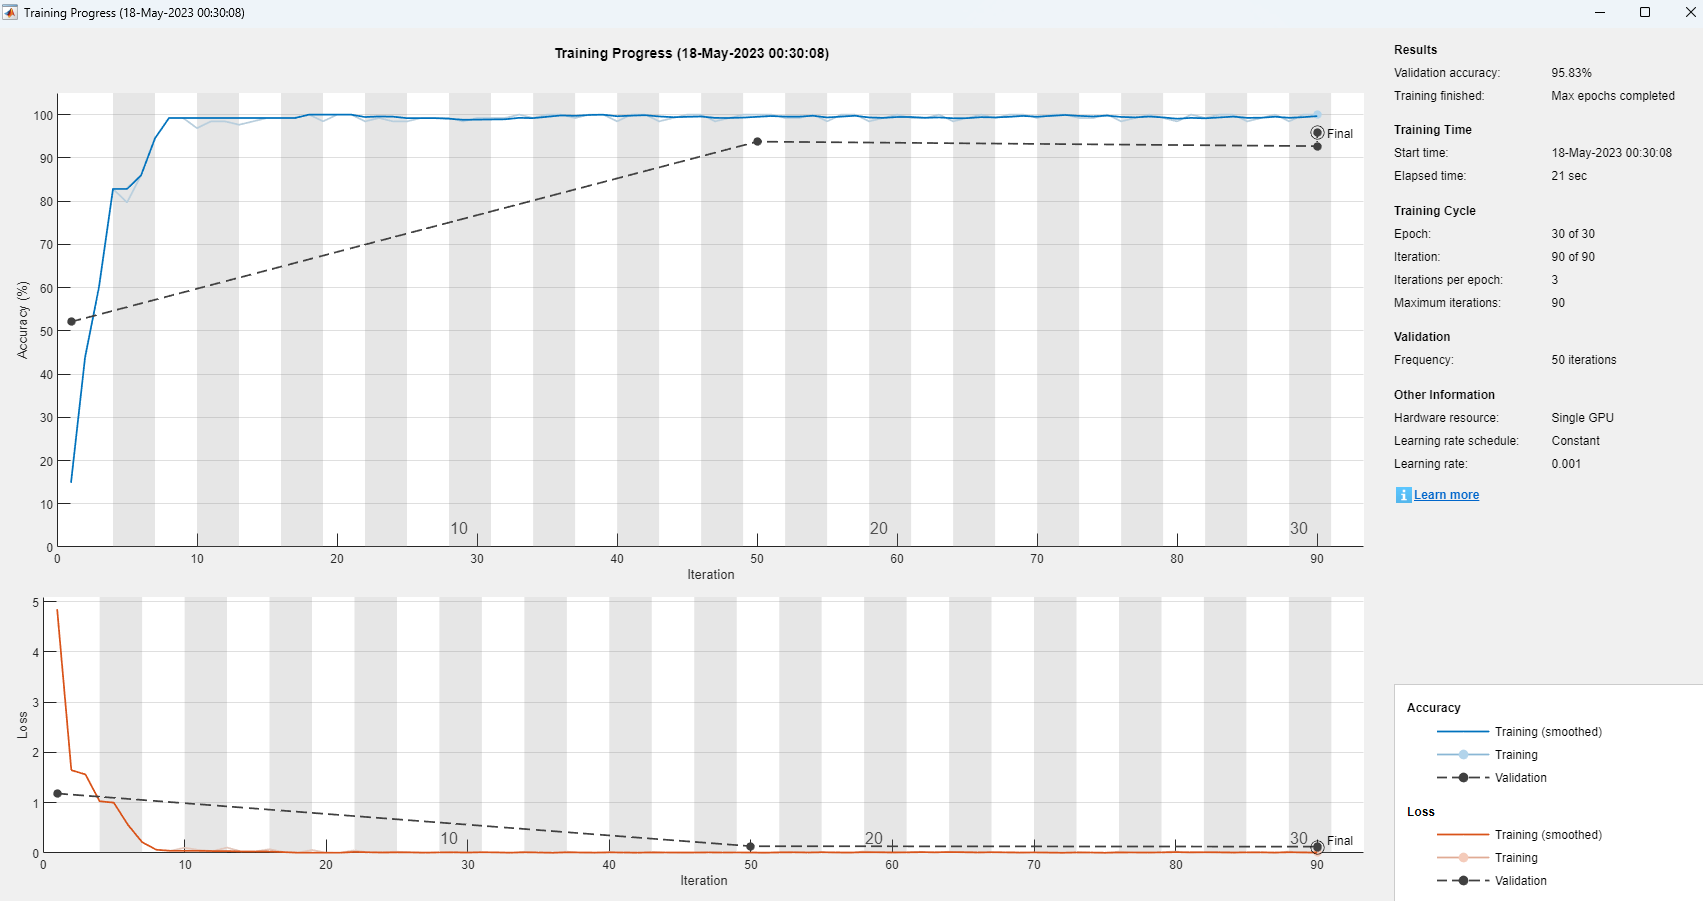 Training Progress (18-May-2023 00:30:08)
Training Progress (18-May-2023 00:30:08)
100
90
80
70
60
50
40
30
20
10
0
Accuracy (%)
Final
10
20
30
0
10
20
30
40
50
60
70
80
90
Iteration
5
4
3
2
1
0
Loss
10
20
30
Final
0
10
20
30
40
50
60
70
80
90
Iteration
Results
Validation accuracy: 95.83%
Training finished: Max epochs completed
Training Time
Start time: 18-May-2023 00:30:08
Elapsed time: 21 sec
Training Cycle
Epoch: 30 of 30
Iteration: 90 of 90
Iterations per epoch: 3
Maximum iterations: 90
Validation
Frequency: 50 iterations
Other Information
Hardware resource: Single GPU
Learning rate schedule: Constant
Learning rate: 0.001
i Learn more
Accuracy
Training (smoothed)
Training
Validation
Loss
Training (smoothed)
Training
Validation